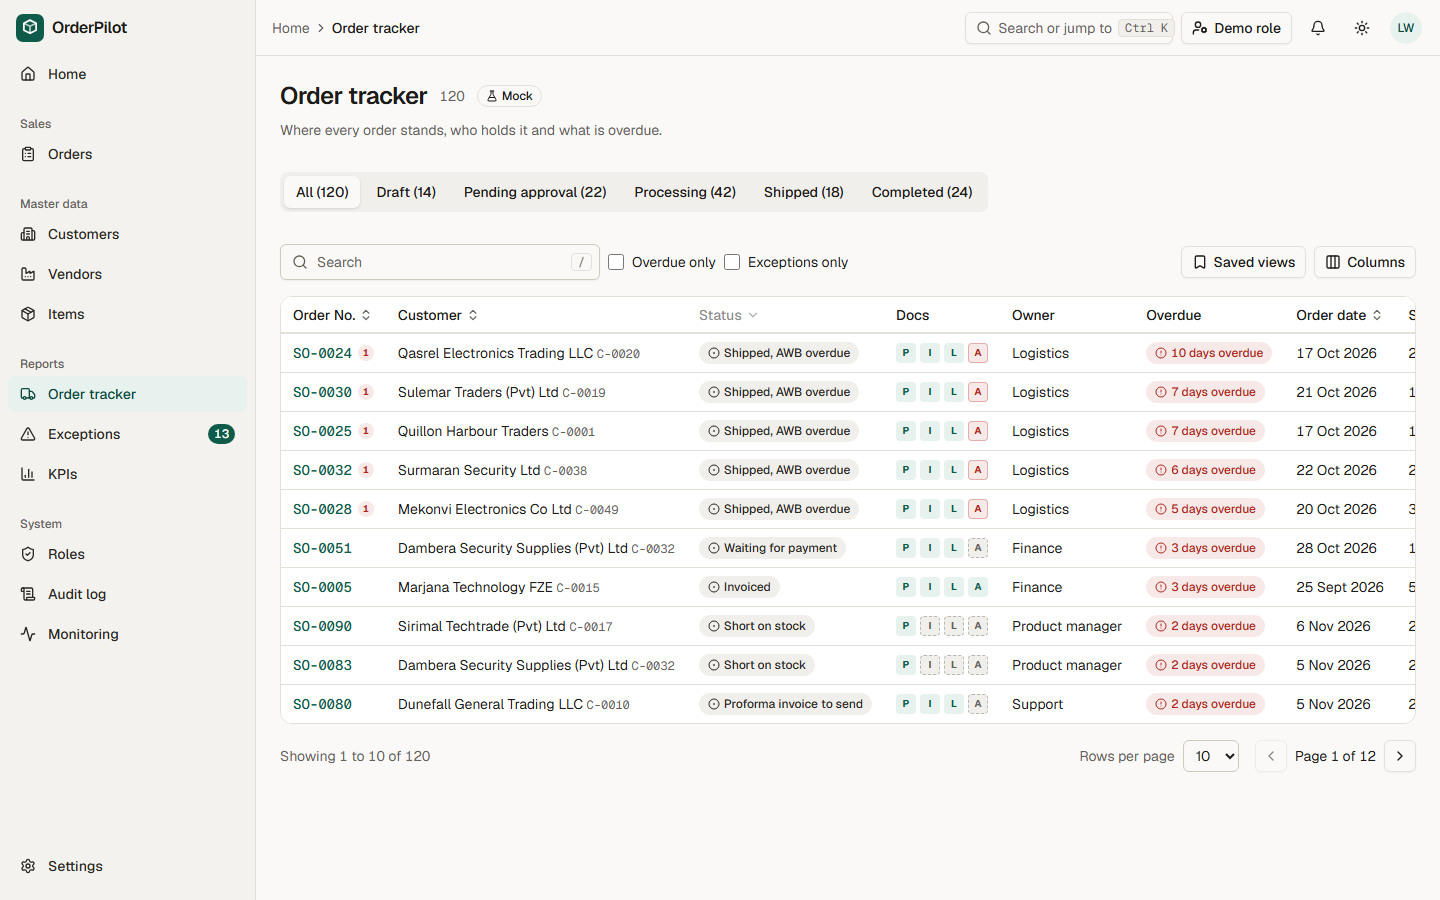 OrderPilot
Home
Sales
Orders
Master data
Customers
Vendors
Items
Reports
Order tracker
Exceptions 13
KPIs
System
Roles
Audit log
Monitoring
Settings
Home > Order tracker
Search or jump to Ctrl K
Demo role
LW
Order tracker 120 Mock
Where every order stands, who holds it and what is overdue.
All (120) Draft (14) Pending approval (22) Processing (42) Shipped (18) Completed (24)
Search /
Overdue only Exceptions only
Saved views Columns
Order No. Customer Status Docs Owner Overdue Order date S
SO-0024 1 Qasrel Electronics Trading LLC C-0020 Shipped, AWB overdue P I L A Logistics 10 days overdue 17 Oct 2026 2
SO-0030 1 Sulemar Traders (Pvt) Ltd C-0019 Shipped, AWB overdue P I L A Logistics 7 days overdue 21 Oct 2026 1
SO-0025 1 Quillon Harbour Traders C-0001 Shipped, AWB overdue P I L A Logistics 7 days overdue 17 Oct 2026 1
SO-0032 1 Surmaran Security Ltd C-0038 Shipped, AWB overdue P I L A Logistics 6 days overdue 22 Oct 2026 2
SO-0028 1 Mekonvi Electronics Co Ltd C-0049 Shipped, AWB overdue P I L A Logistics 5 days overdue 20 Oct 2026 3
SO-0051 Dambera Security Supplies (Pvt) Ltd C-0032 Waiting for payment P I L A Finance 3 days overdue 28 Oct 2026 1
SO-0005 Marjana Technology FZE C-0015 Invoiced P I L A Finance 3 days overdue 25 Sept 2026 5
SO-0090 Sirimal Techtrade (Pvt) Ltd C-0017 Short on stock P I L A Product manager 2 days overdue 6 Nov 2026 2
SO-0083 Dambera Security Supplies (Pvt) Ltd C-0032 Short on stock P I L A Product manager 2 days overdue 5 Nov 2026 2
SO-0080 Dunefall General Trading LLC C-0010 Proforma invoice to send P I L A Support 2 days overdue 5 Nov 2026 2
Showing 1 to 10 of 120
Rows per page 10 Page 1 of 12